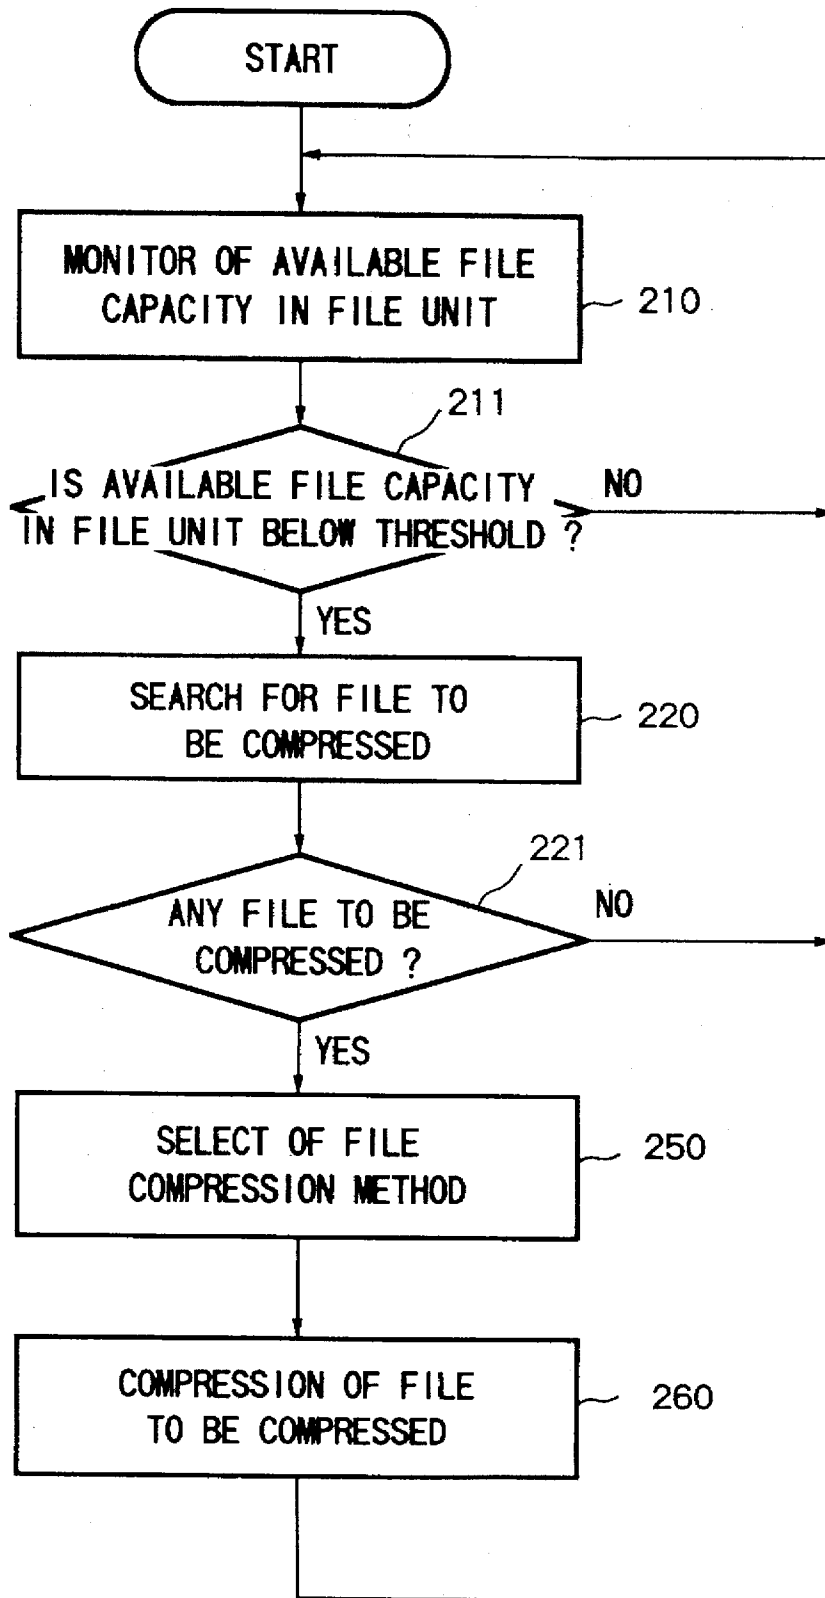 START
MONITOR OF AVAILABLE FILE
CAPACITY IN FILE UNIT
210
211
IS AVAILABLE FILE CAPACITY
IN FILE UNIT BELOW THRESHOLD ?
NO
YES
SEARCH FOR FILE TO
BE COMPRESSED
220
221
ANY FILE TO BE
COMPRESSED ?
NO
YES
SELECT OF FILE
COMPRESSION METHOD
250
COMPRESSION OF FILE
TO BE COMPRESSED
260